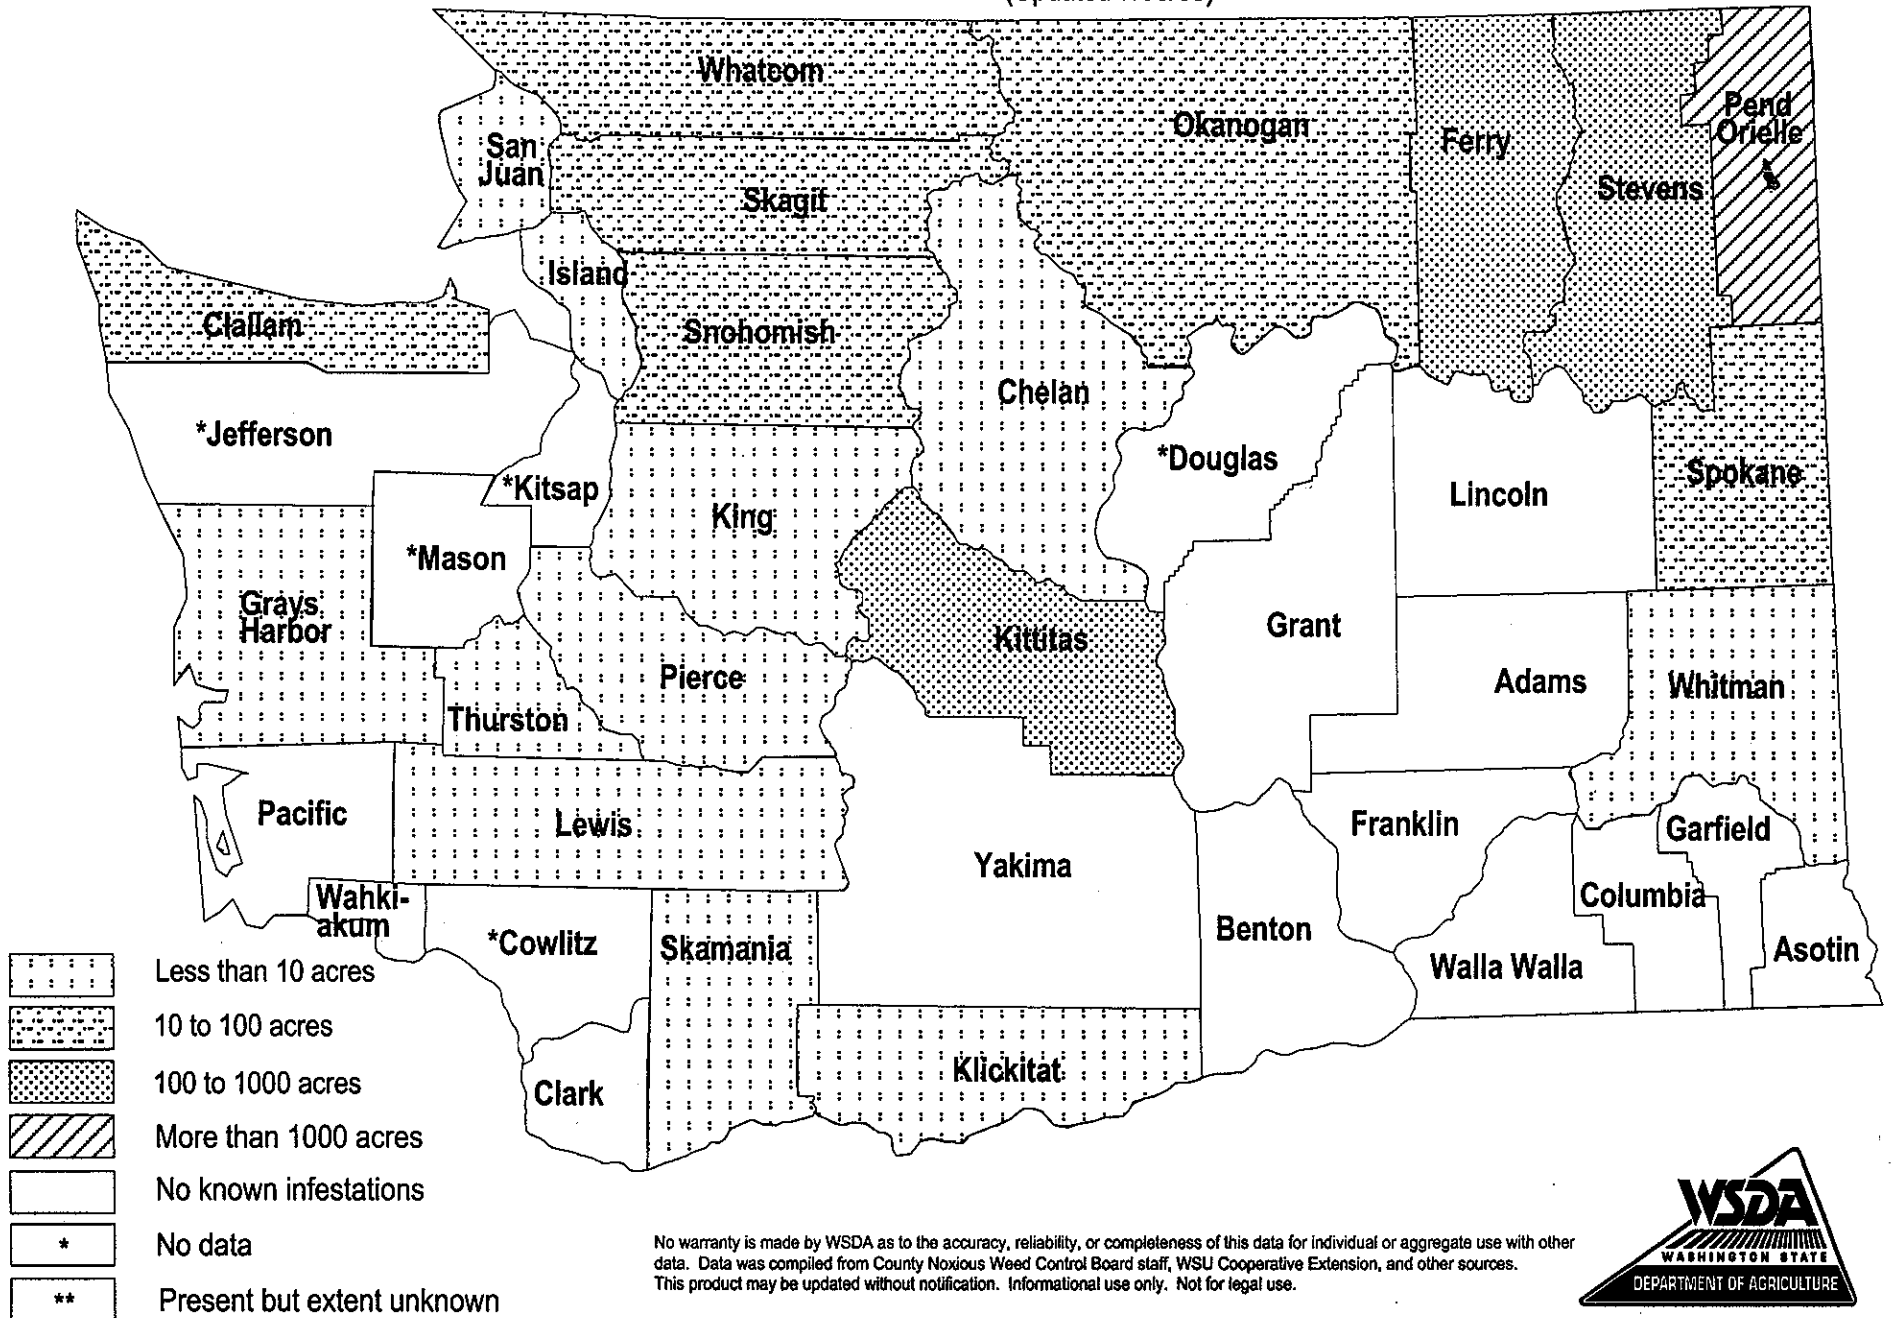 Whatcom
Okanogan
Ferry
Stevens
Pend
Orielle
San
Juan
Skagit
Island
Clallam
Snohomish
Chelan
*Jefferson
*Douglas
*Kitsap
King
Lincoln
Spokane
*Mason
Grays
Harbor
Kittitas
Grant
Pierce
Adams
Whitman
Thurston
Pacific
Lewis
Yakima
Franklin
Garfield
Wahki-
akum
Columbia
*Cowlitz
Skamania
Benton
Walla Walla
Asotin
Clark
Klickitat
Less than 10 acres
10 to 100 acres
100 to 1000 acres
More than 1000 acres
No known infestations
* No data
** Present but extent unknown
No warranty is made by WSDA as to the accuracy, reliability, or completeness of this data for individual or aggregate use with other
data. Data was compiled from County Noxious Weed Control Board staff, WSU Cooperative Extension, and other sources.
This product may be updated without notification. Informational use only. Not for legal use.
WSDA
WASHINGTON STATE
DEPARTMENT OF AGRICULTURE